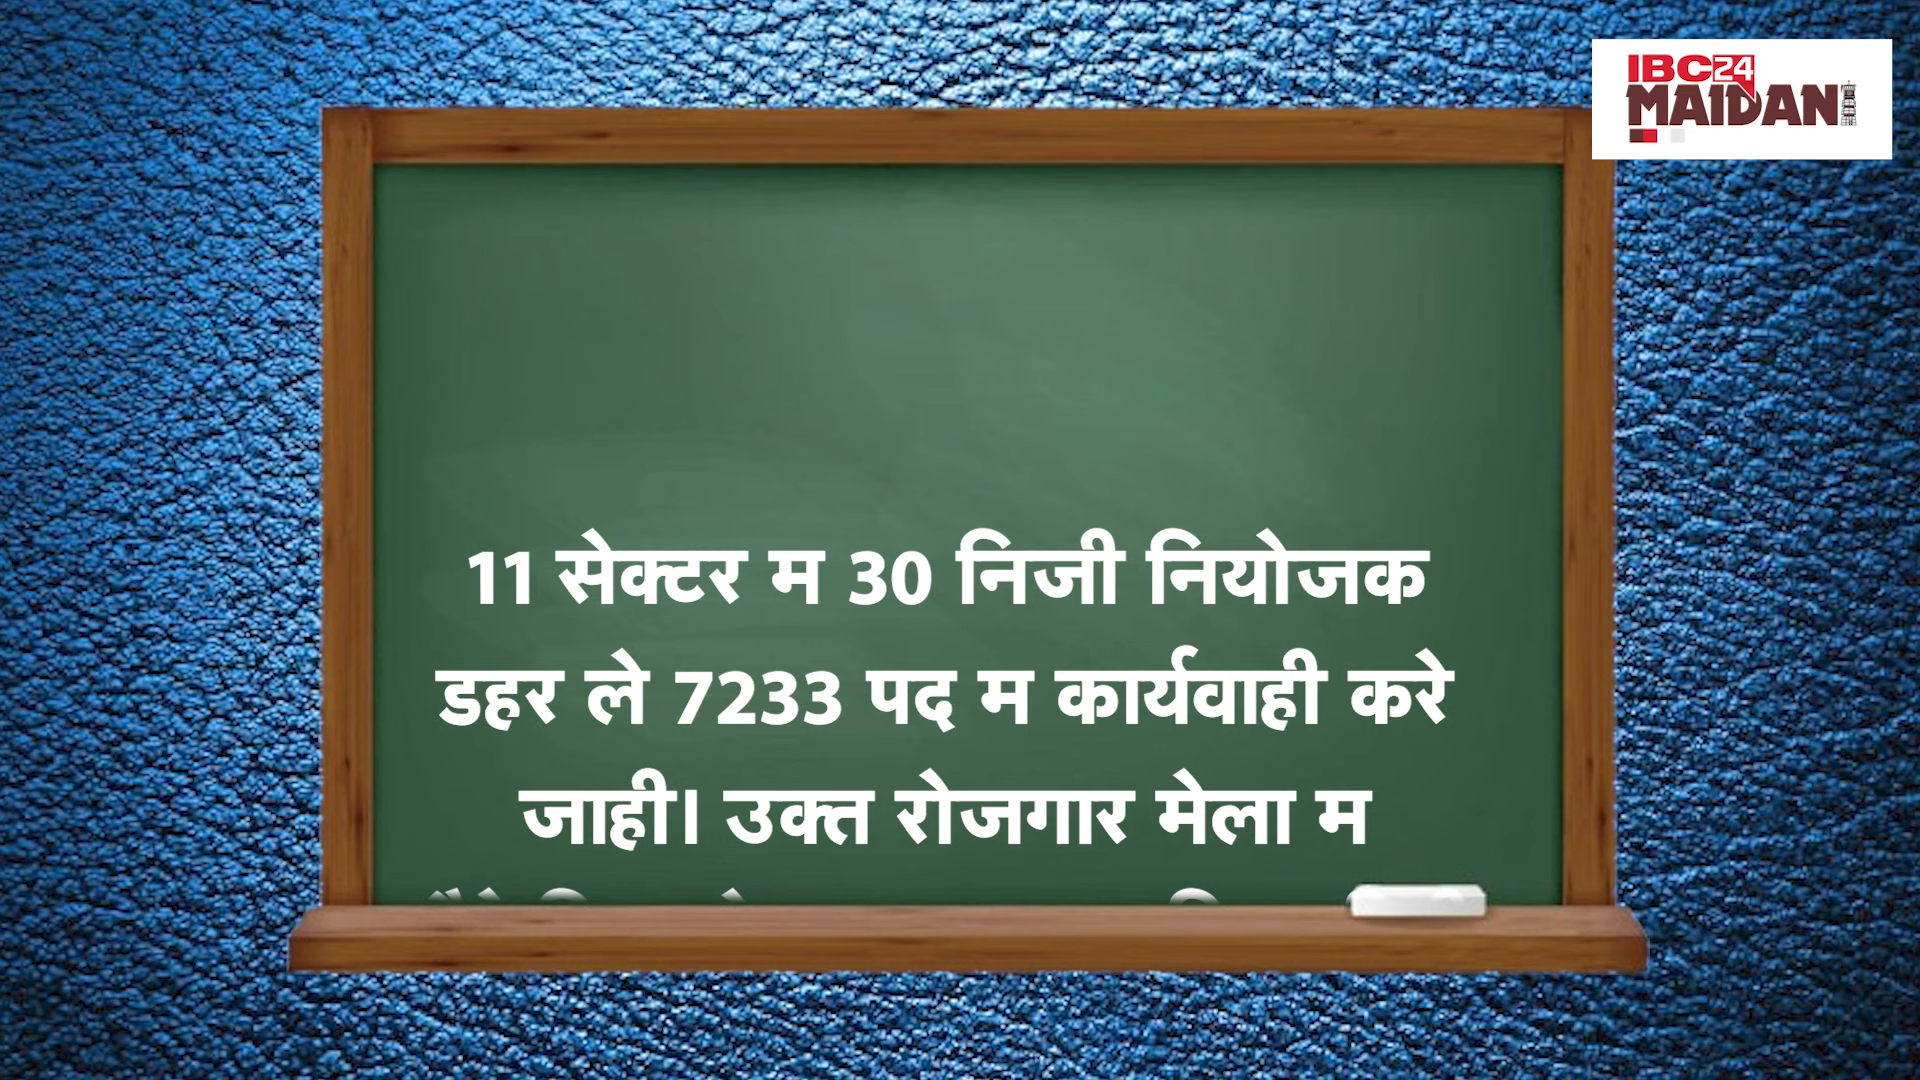 IBC24
MAIDAN
11 सेक्टर म 30 निजी नियोजक
डहर ले 7233 पद म कार्यवाही करे
जाही। उक्त रोजगार मेला म